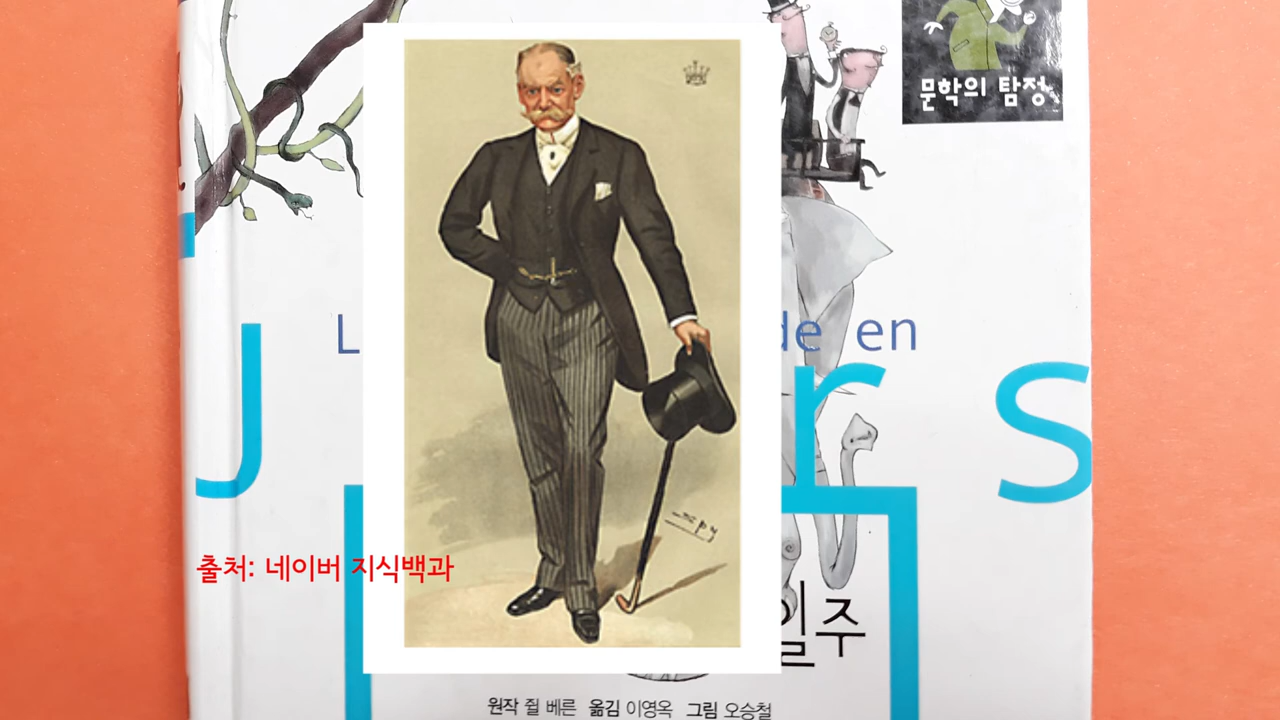 문학의 탐정
L de en
J r s
Spy
출처: 네이버 지식백과
일주
원작 쥘 베른 옮김 이영옥 그림 오승철